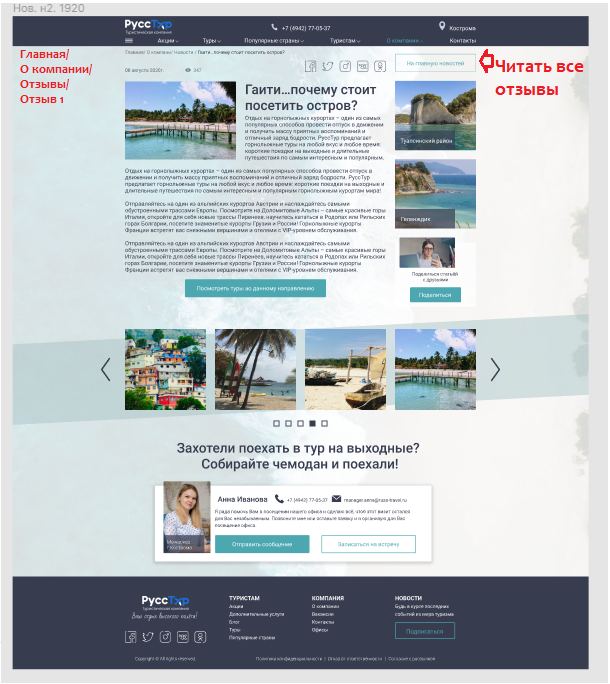 Нов. н2. 1920
РуссТур
Туристическая компания
+7 (4942) 77-05-37
Кострома
Акции
Туры
Популярные страны
Туристам
О компании
Контакты
Главная/
О компании/
Отзывы/
Отзыв 1
Главная/ О компании/ Новости / Гаити...почему стоит посетить остров?
08 августа 2020г.
347
На главную новостей
Читать все
отзывы
Гаити...почему стоит
посетить остров?
Отдых на горнолыжных курортах – один из самых
популярных способов провести отпуск в движении
и получить массу приятных воспоминаний и
отличный заряд бодрости. РуссТур предлагает
горнолыжные туры на любой вкус и любое время:
короткие поездки на выходные и длительные
путешествия по самым интересным и популярным.
Туапсинский район
Отдых на горнолыжных курортах – один из самых популярных способов провести отпуск в
движении и получить массу приятных воспоминаний и отличный заряд бодрости. РуссТур
предлагает горнолыжные туры на любой вкус и любое время: короткие поездки на выходные и
длительные путешествия по самым интересным и популярным горнолыжным курортам мира!
Отправляйтесь на один из альпийских курортов Австрии и наслаждайтесь самыми
обустроенными трассами Европы. Посмотрите на Доломитовые Альпы – самые красивые горы
Италии, откройте для себя новые трассы Пиренеев, научитесь кататься в Родопах или Рильских
горах Болгарии, посетите знаменитые курорты Грузии и России! Горнолыжные курорты
Франции встретят вас снежными вершинами и отелями с VIP-уровнем обслуживания.
Геленджик
Отправляйтесь на один из альпийских курортов Австрии и наслаждайтесь самыми
обустроенными трассами Европы. Посмотрите на Доломитовые Альпы – самые красивые горы
Италии, откройте для себя новые трассы Пиренеев, научитесь кататься в Родопах или Рильских
горах Болгарии, посетите знаменитые курорты Грузии и России! Горнолыжные курорты
Франции встретят вас снежными вершинами и отелями с VIP-уровнем обслуживания.
Поделиться статьёй
с друзьями
Посмотреть туры до данному направлению
Поделиться
Захотели поехать в тур на выходные?
Собирайте чемодан и поехали!
Анна Иванова
+7 (4942) 77-05-37
manager.anna@russ-travel.ru
Я рада помочь Вам в посещении нашего офиса и сделаю всё, чтоб этот визит остался
для Вас незабываемым. Позвоните мне или оставьте заявку и я организую для Вас
посещение офиса.
Менеджер
г.Кострома
Отправить сообщение
Записаться на встречу
РуссТур
Туристическая компания
Ваш отдых высокого полёта!
ТУРИСТАМ
Акции
Дополнительные услуги
Блог
Туры
Популярные страны
КОМПАНИЯ
О компании
Вакансии
Контакты
Офисы
НОВОСТИ
Будь в курсе последних
событий из мира туризма
Подписаться
Copyright © All rights reserved.
Политика конфиденциальности | Отказ от ответственности | Согласие с рассылкой